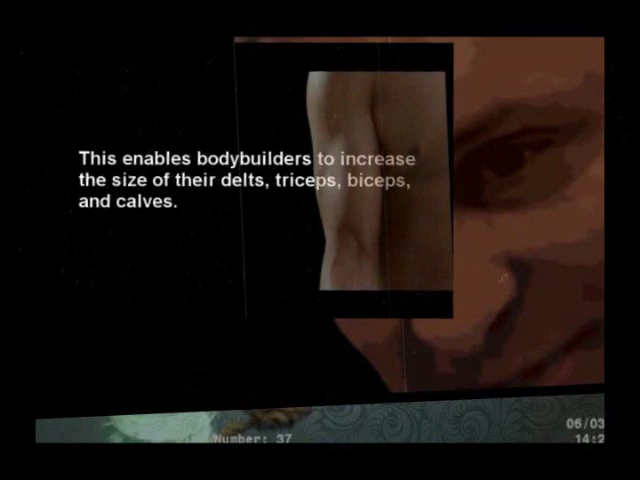 This enables bodybuilders to increase
the size of their delts, triceps, biceps,
and calves.
Number: 37
06/03
14:2